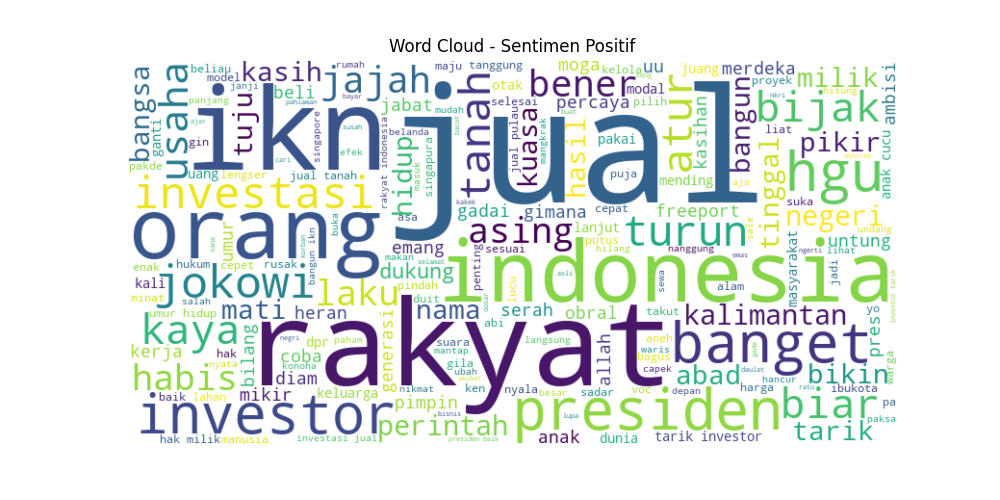 Word Cloud - Sentimen Positif
bangsa
beliau
model
janji
panjang
ganti
ajar
pakde
gin
usaha
uang
lengser
tuju
kasih
beli
rumah
bayar
pahlawan
susah
efek
singapore
jajah
maju
tanggung
jabat
mudah
belanda
rakyat indonesia
masuk
singapura
hidup
tanah
otak
selesai
jual pulau
kuasa
mangkrak
bener
moga
percaya
hasil
uu
kelola
modal
pilih
pakai
puja
juang
atur
kasihan
mending
merdeka
proyek
nkri
bangun
liat
aja
milik
hitung
ambisi
bijak
pikir
anak cucu
ikn
jual
cari
jual tanah
investasi
hgu
suka
tinggal
negeri
undang
orang
umur
buka
asa
gadai
kakek
gimana
cepat
lanjut
freeport
sale
untung
emang
asing
sesuai
putus
turun
nanggung
emas
ngerti
lihat
masyarakat
jadi
enak
hukum
cepet
rusak
bangun ikn
korban
makan
selamat
dukung
penting
hilang
kali
jokowi
pindah
lucu
asli
indonesia
sewa
alam
minat
salah
laku
duit
dasar
investor tarik
umur hidup
mati
heran
nama
serah
obral
takut
kalimantan
yo
pres
kaya
generasi
abi
suara
mantap
rakyat
langsung
allah
aneh
waris
bagus
banget
daulat
kerja
hak
nyata
bilang
negri
dpr
paham
konoha
coba
diam
gila
ubah
capek
hancur
bikin
warga
habis
keluarga
nikmat
ken
nyala
besar
sadar
voc
depan
abad
harga
ratu
ibukota
baik
lahan
mikir
pimpin
bisnis
presiden
lupa
biar
pa
paksa
investor
perintah
tarik
hak milik
manusia
investasi jual
presiden baik
anak
dunia
tarik investor